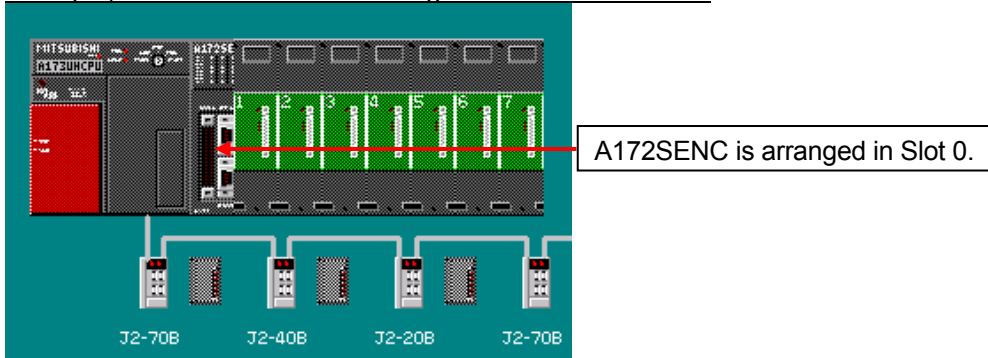 MITSUBISHI
A173UHCPU
A172SE
1 2 3 4 5 6 7
A172SENC is arranged in Slot 0.
J2-70B J2-40B J2-20B J2-70B